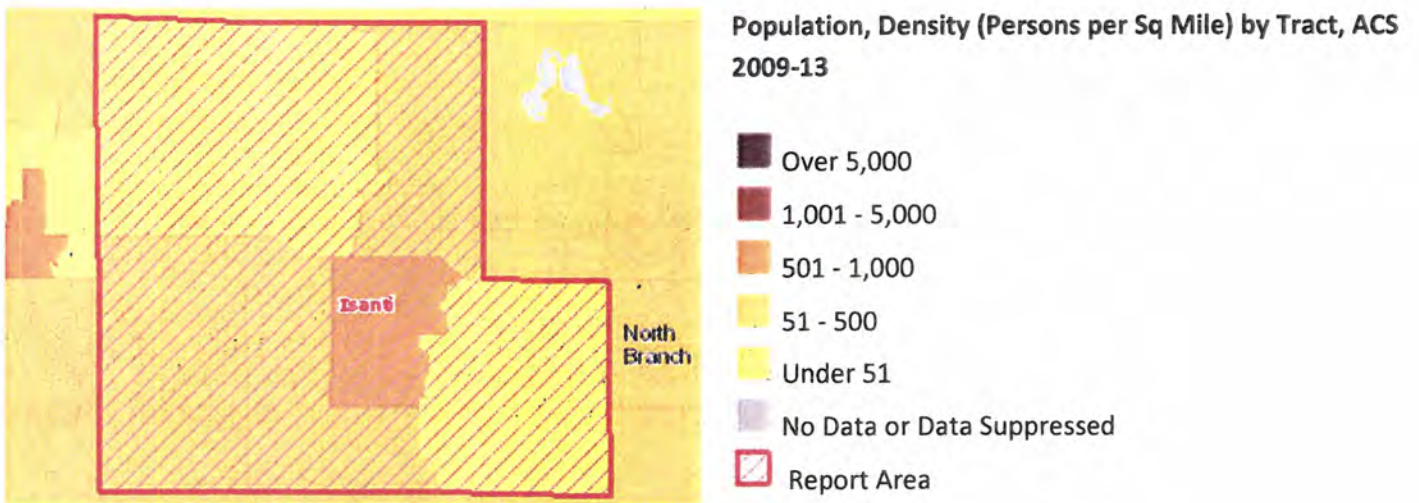 Population, Density (Persons per Sq Mile) by Tract, ACS
2009-13
Over 5,000
1,001 - 5,000
501 - 1,000
51 - 500
Under 51
No Data or Data Suppressed
Report Area
Isanti
North
Branch